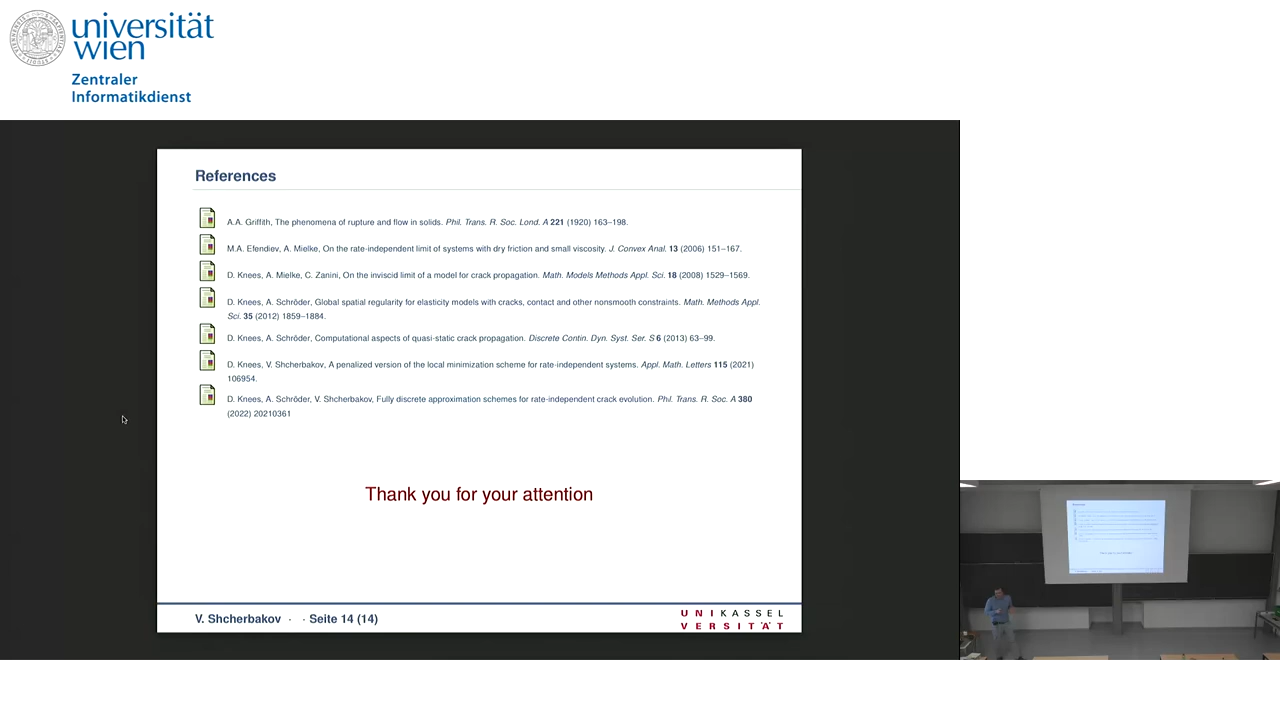 universität
wien
Zentraler
Informatikdienst
References
A.A. Griffith, The phenomena of rupture and flow in solids. Phil. Trans. R. Soc. Lond. A 221 (1920) 163–198.
M.A. Efendiev, A. Mielke, On the rate-independent limit of systems with dry friction and small viscosity. J. Convex Anal. 13 (2006) 151–167.
D. Knees, A. Mielke, C. Zanini, On the inviscid limit of a model for crack propagation. Math. Models Methods Appl. Sci. 18 (2008) 1529–1569.
D. Knees, A. Schröder, Global spatial regularity for elasticity models with cracks, contact and other nonsmooth constraints. Math. Methods Appl.
Sci. 35 (2012) 1859–1884.
D. Knees, A. Schröder, Computational aspects of quasi-static crack propagation. Discrete Contin. Dyn. Syst. Ser. S 6 (2013) 63–99.
D. Knees, V. Shcherbakov, A penalized version of the local minimization scheme for rate-independent systems. Appl. Math. Letters 115 (2021)
106954.
D. Knees, A. Schröder, V. Shcherbakov, Fully discrete approximation schemes for rate-independent crack evolution. Phil. Trans. R. Soc. A 380
(2022) 20210361
Thank you for your attention
V. Shcherbakov · · Seite 14 (14)
UNIKASSEL
VERSITÄT